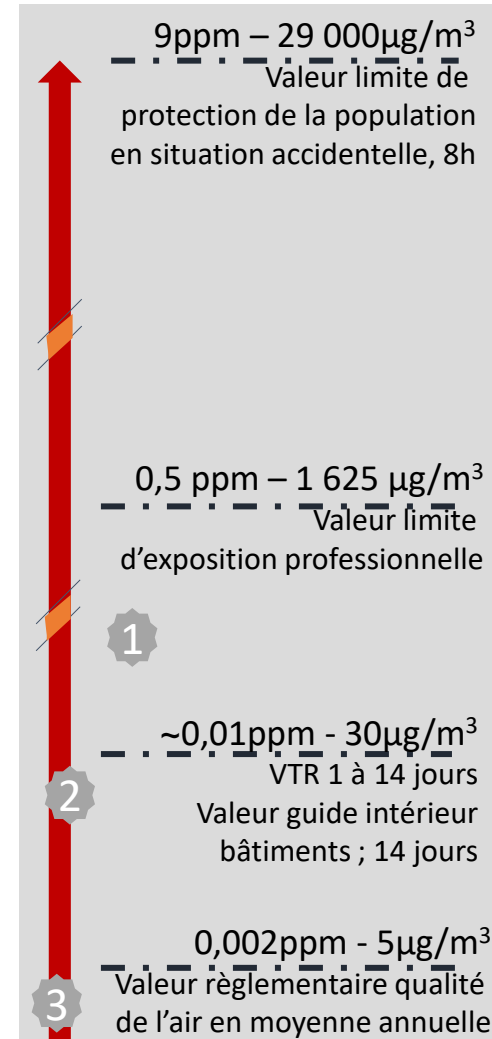 9ppm – 29 000µg/m³
Valeur limite de
protection de la population
en situation accidentelle, 8h
0,5 ppm – 1 625 µg/m³
Valeur limite
d’exposition professionnelle
1
~0,01ppm - 30µg/m³
VTR 1 à 14 jours
2
Valeur guide intérieur
bâtiments ; 14 jours
0,002ppm - 5µg/m³
Valeur règlementaire qualité
3
de l’air en moyenne annuelle